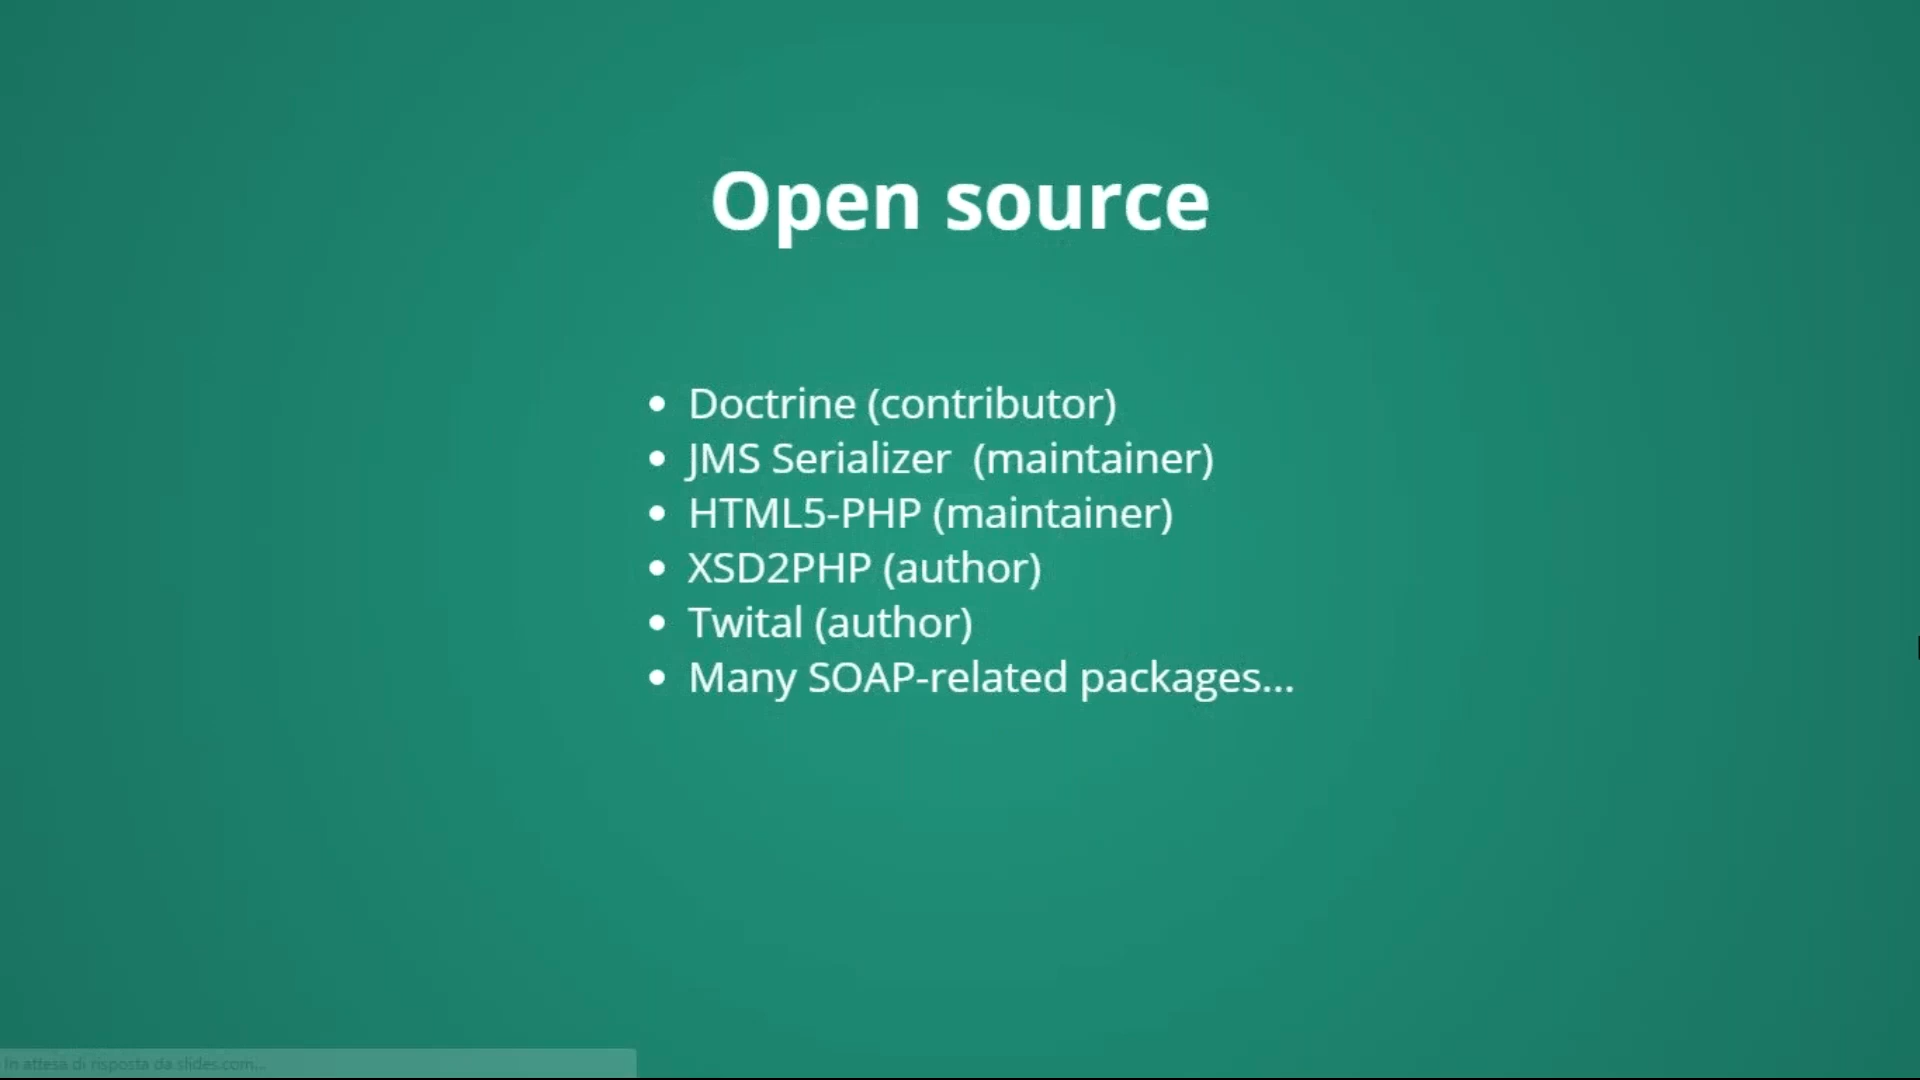 Open source
• Doctrine (contributor)
• JMS Serializer (maintainer)
• HTML5-PHP (maintainer)
• XSD2PHP (author)
• Twital (author)
• Many SOAP-related packages...
In attesa di risposta da slides.com...